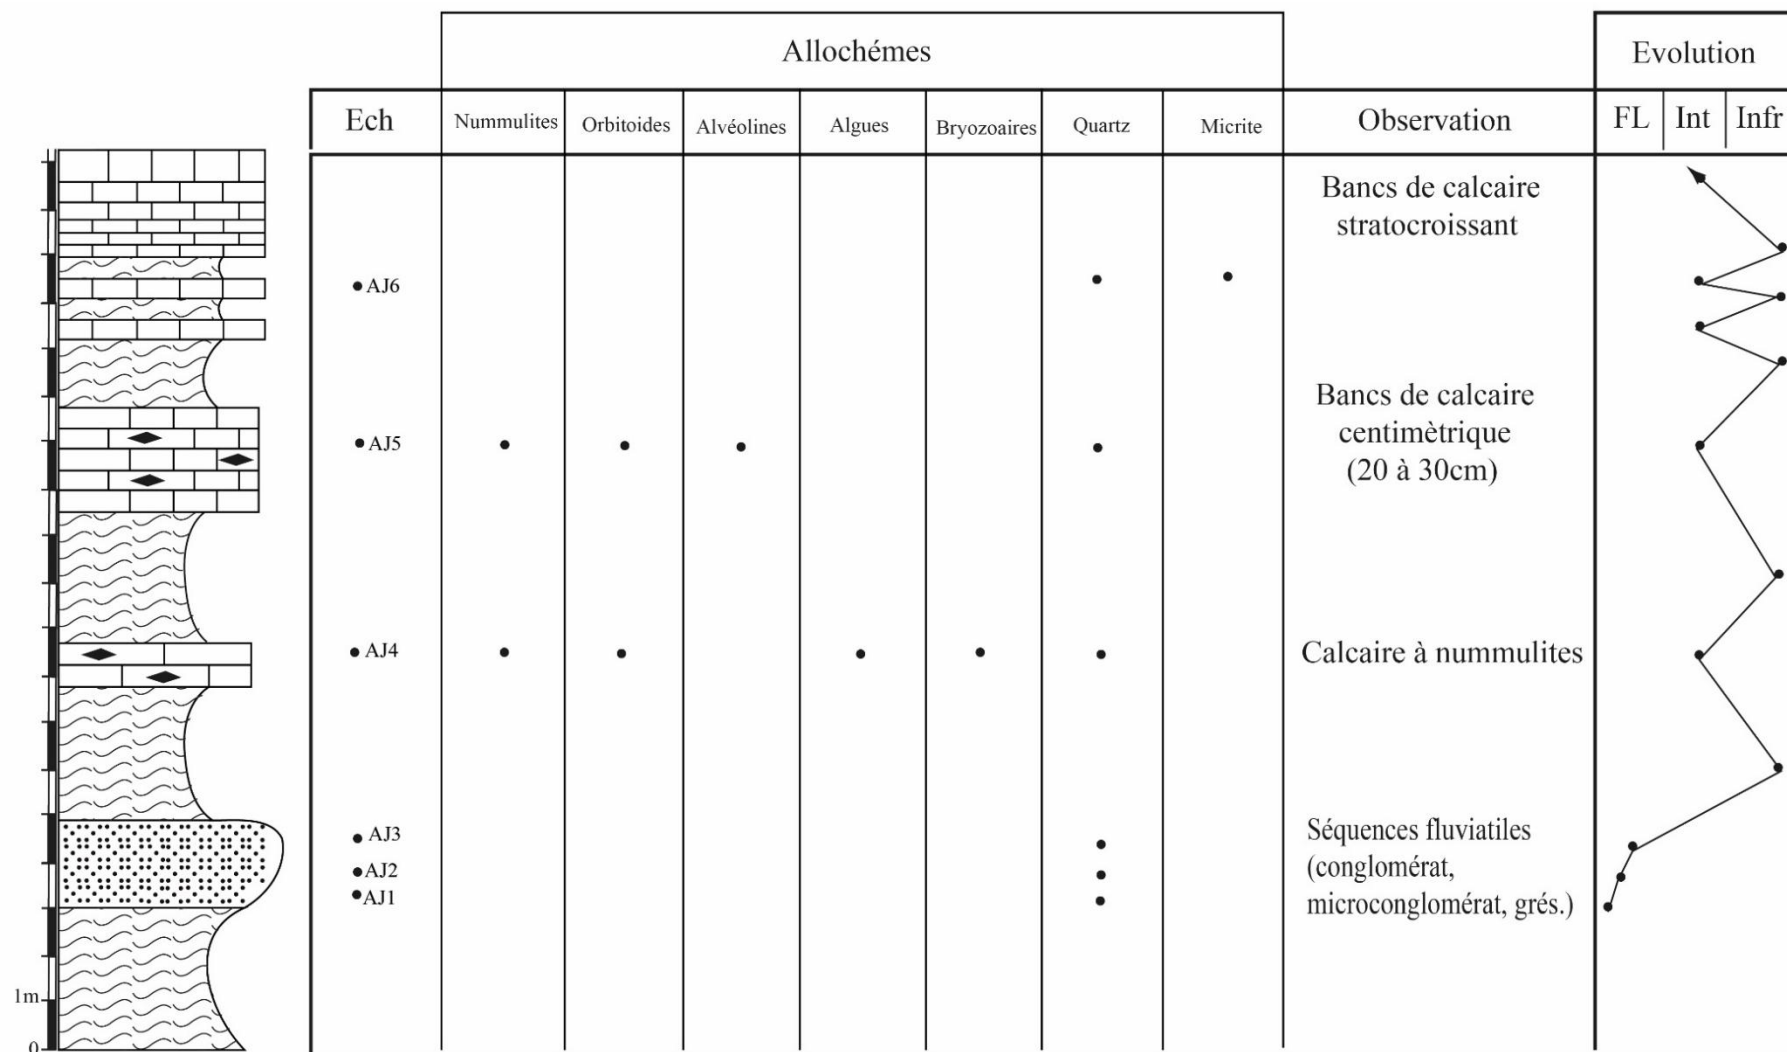 Allochémes
Evolution
Ech
Nummulites
Orbitoides
Alvéolines
Algues
Bryozoaires
Quartz
Micrite
Observation
FL
Int
Infr
Bancs de calcaire
stratocroissant
AJ6
Bancs de calcaire
centimètrique
(20 à 30cm)
AJ5
AJ4
Calcaire à nummulites
AJ3
AJ2
AJ1
Séquences fluviatiles
(conglomérat,
microconglomérat, grés.)
1m
0